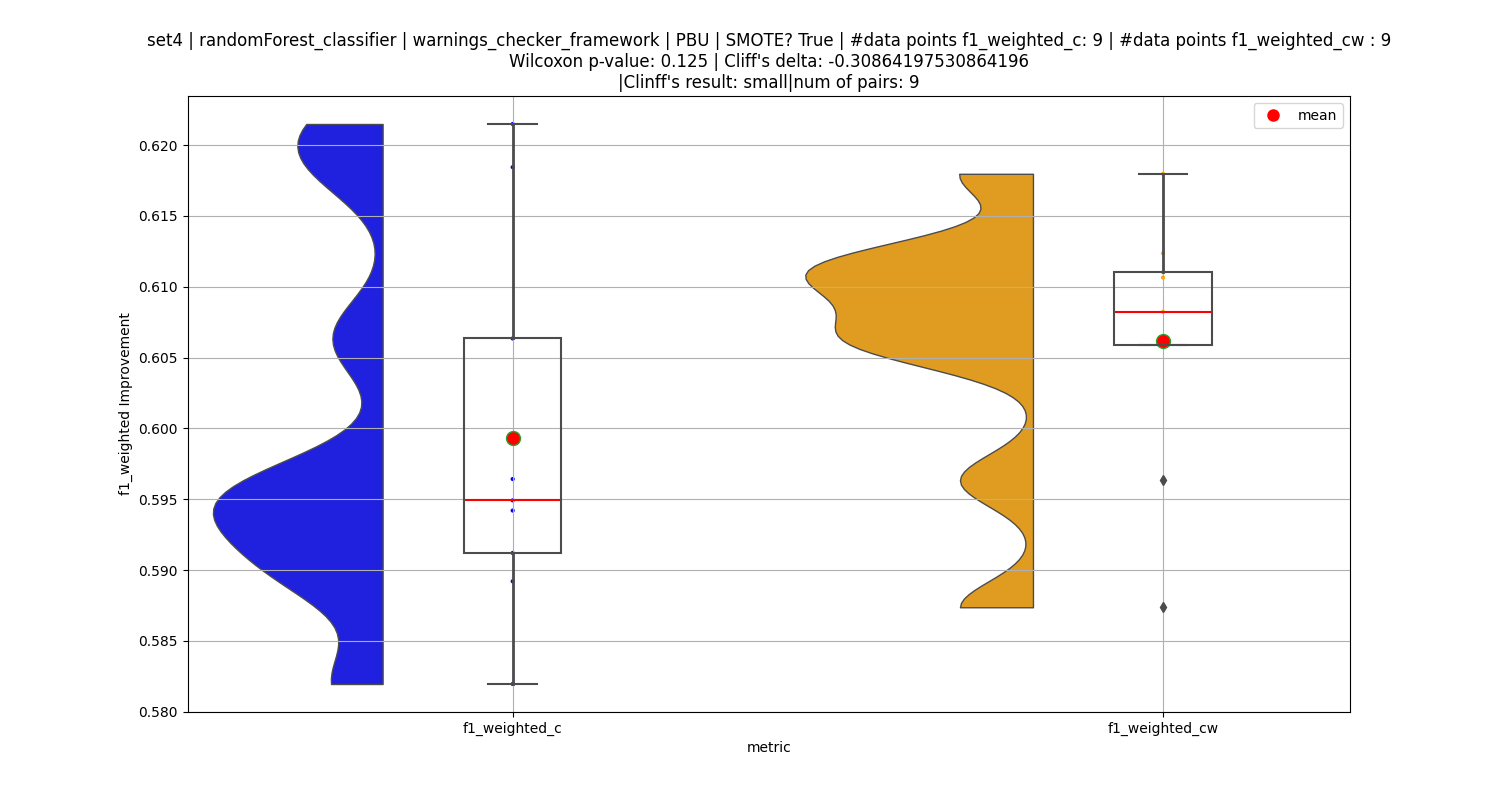 set4 | randomForest_classifier | warnings_checker_framework | PBU | SMOTE? True | #data points f1_weighted_c: 9 | #data points f1_weighted_cw : 9
Wilcoxon p-value: 0.125 | Cliff's delta: -0.30864197530864196
|Clinff's result: small|num of pairs: 9
mean
0.620
0.615
0.610
0.605
0.600
0.595
0.590
0.585
0.580
f1_weighted Improvement
f1_weighted_c
f1_weighted_cw
metric